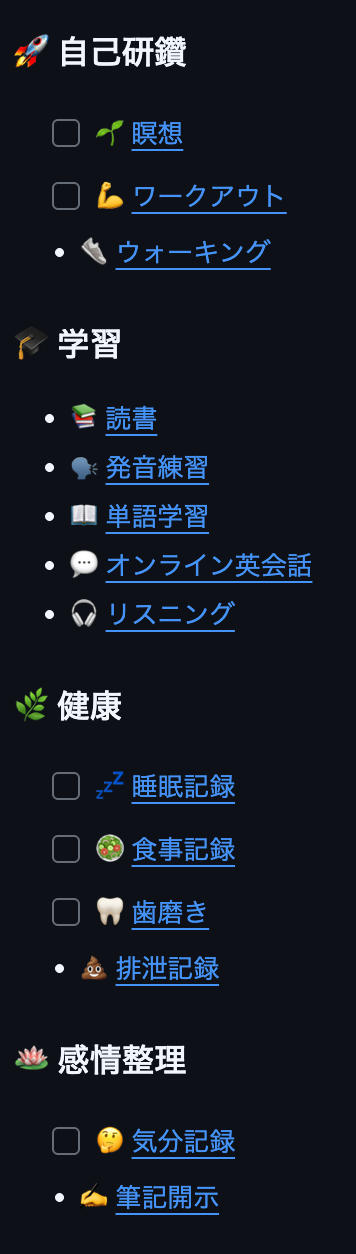 🚀 自己研鑽
🌱 瞑想
💪 ワークアウト
👟 ウォーキング
🎓 学習
📚 読書
🗣 発音練習
📖 単語学習
💬 オンライン英会話
🎧 リスニング
🌿 健康
💤 睡眠記録
🥗 食事記録
🦷 歯磨き
💩 排泄記録
🪷 感情整理
🤔 気分記録
✍ 筆記開示